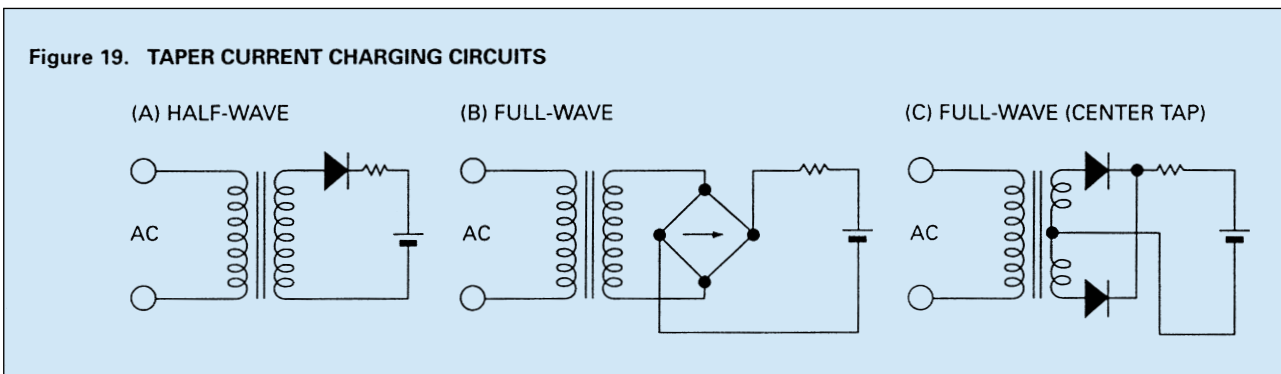 Figure 19. TAPER CURRENT CHARGING CIRCUITS
(A) HALF-WAVE
(B) FULL-WAVE
(C) FULL-WAVE (CENTER TAP)
AC
AC
AC